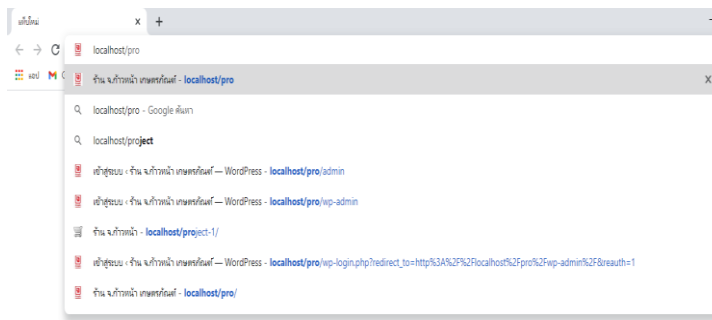 แท็บใหม่ x +
localhost/pro
แอป M
ร้าน จ.ก้าวหน้า เกษตรภัณฑ์ - localhost/pro x
localhost/pro - Google ค้นหา
localhost/project
เข้าสู่ระบบ ‹ ร้าน จ.ก้าวหน้า เกษตรภัณฑ์ — WordPress - localhost/pro/admin
เข้าสู่ระบบ ‹ ร้าน จ.ก้าวหน้า เกษตรภัณฑ์ — WordPress - localhost/pro/wp-admin
ร้าน จ.ก้าวหน้า - localhost/project-1/
เข้าสู่ระบบ ‹ ร้าน จ.ก้าวหน้า เกษตรภัณฑ์ — WordPress - localhost/pro/wp-login.php?redirect_to=http%3A%2F%2Flocalhost%2Fpro%2Fwp-admin%2F&reauth=1
ร้าน จ.ก้าวหน้า เกษตรภัณฑ์ - localhost/pro/